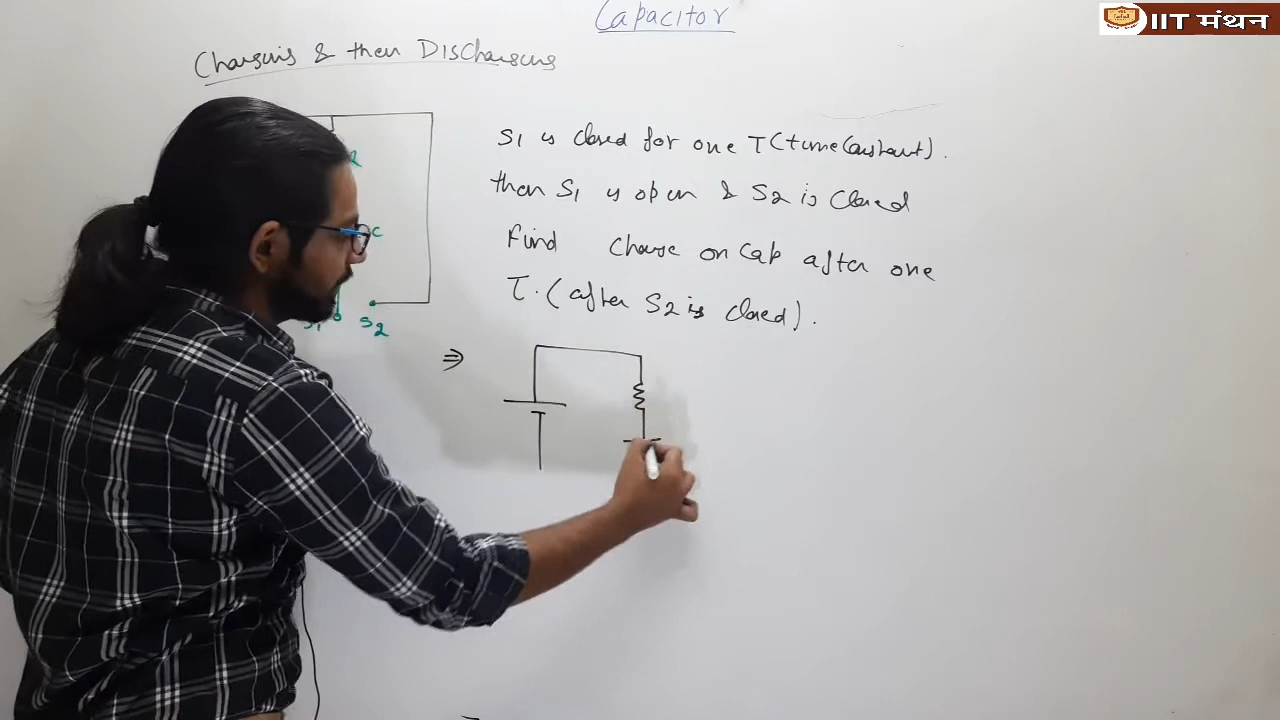 Capacitor
IIT मंथन
Charging & then DISCharging
S1 is closed for one τ (time Constant).
then S1 is open & S2 is Closed
Find Charge on Cap after one
τ. (after S2 is closed).
R
C
S1 S2
⇒